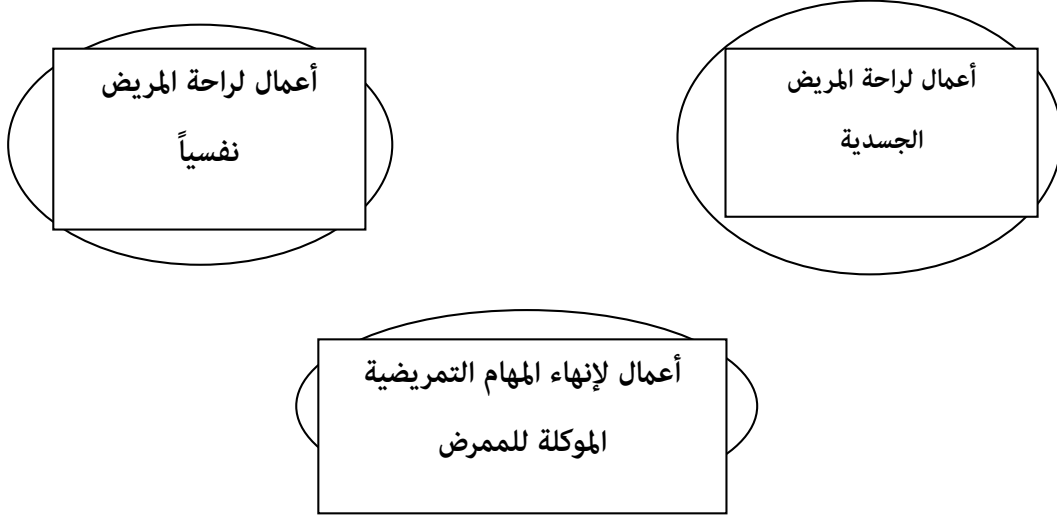 أعمال لراحة المريض
الجسدية
أعمال لراحة المريض
نفسياً
أعمال لإنهاء المهام التمريضية
الموكلة للممرض